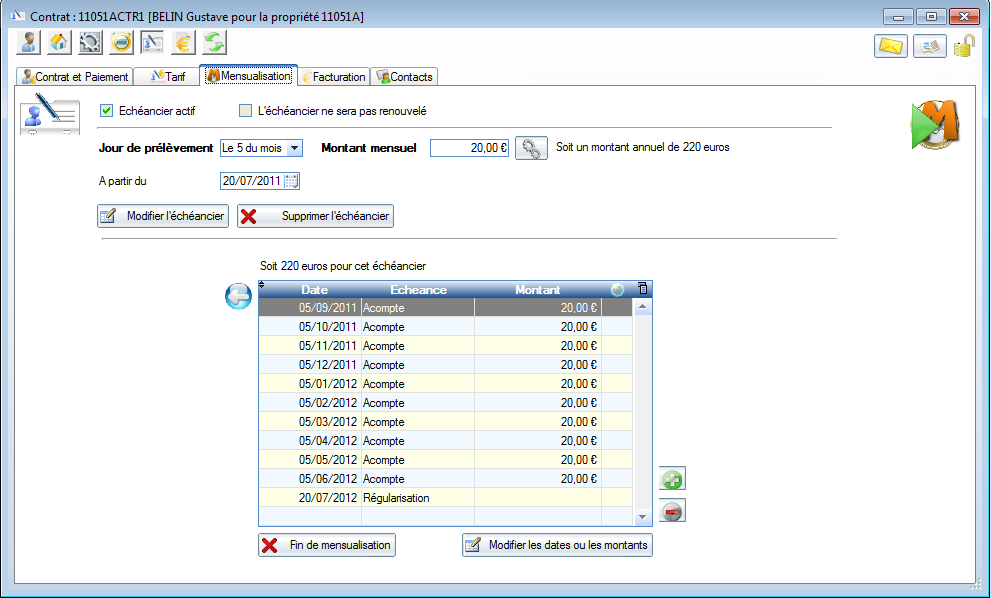 Contrat : 11051ACTR1 [BELIN Gustave pour la propriété 11051A]
Contrat et Paiement Tarif Mensualisation Facturation Contacts
Echéancier actif L'échéancier ne sera pas renouvelé
Jour de prélèvement Le 5 du mois Montant mensuel 20,00 € Soit un montant annuel de 220 euros
A partir du 20/07/2011
Modifier l'échéancier Supprimer l'échéancier
Soit 220 euros pour cet échéancier
Date Echeance Montant
05/09/2011 Acompte 20,00 €
05/10/2011 Acompte 20,00 €
05/11/2011 Acompte 20,00 €
05/12/2011 Acompte 20,00 €
05/01/2012 Acompte 20,00 €
05/02/2012 Acompte 20,00 €
05/03/2012 Acompte 20,00 €
05/04/2012 Acompte 20,00 €
05/05/2012 Acompte 20,00 €
05/06/2012 Acompte 20,00 €
20/07/2012 Régularisation
Fin de mensualisation Modifier les dates ou les montants